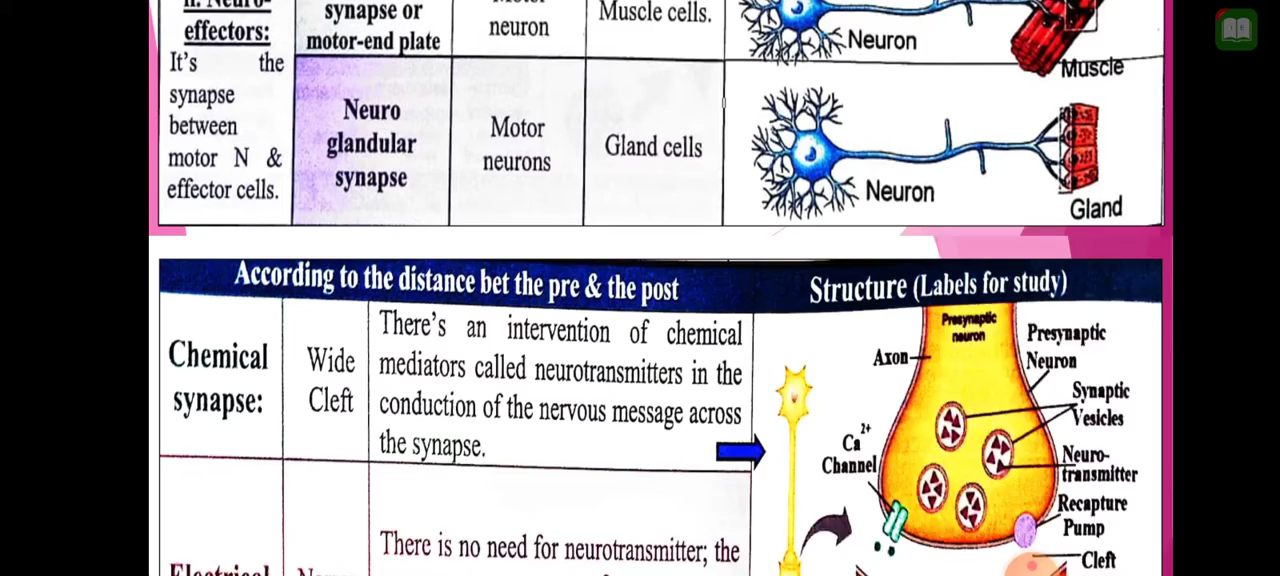 effectors:
It's the
synapse
between
motor N &
effector cells.
synapse or
motor-end plate
neuron
Muscle cells.
Neuron
Muscle
Neuro
glandular
synapse
Motor
neurons
Gland cells
Neuron
Gland
According to the distance bet the pre & the post
Structure (Labels for study)
Chemical
synapse:
Wide
Cleft
There's an intervention of chemical
mediators called neurotransmitters in the
conduction of the nervous message across
the synapse.
There is no need for neurotransmitter; the
Presynaptic
neuron
Axon
Presynaptic
Neuron
Synaptic
Vesicles
Ca2+
Channel
Neuro-
transmitter
Recapture
Pump
Cleft